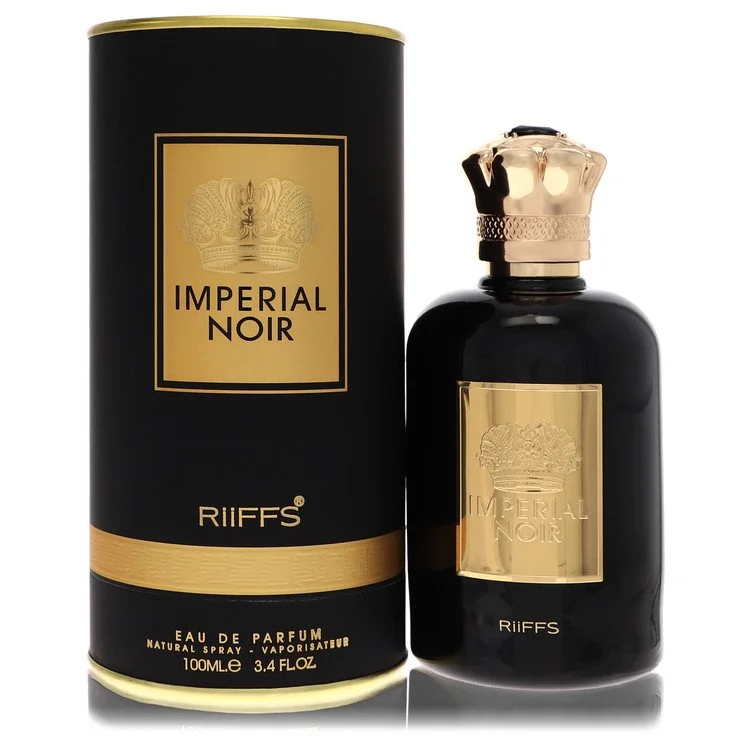 IMPERIAL
NOIR
RiiFFS®
EAU DE PARFUM
NATURAL SPRAY - VAPORISATEUR
100MLe 3.4 FL.OZ
IMPERIAL
NOIR
RiiFFS